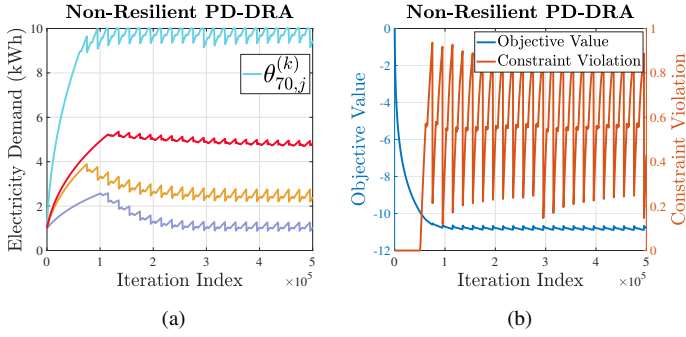 Non-Resilient PD-DRA
Electricity Demand (kWh)
10
8
6
4
2
0
θ_{70,j}^{(k)}
0 1 2 3 4 5
×10^5
Iteration Index
(a)
Non-Resilient PD-DRA
Objective Value
0
-2
-4
-6
-8
-10
-12
Objective Value
Constraint Violation
1
0.8
0.6
0.4
0.2
0
Constraint Violation
0 1 2 3 4 5
×10^5
Iteration Index
(b)